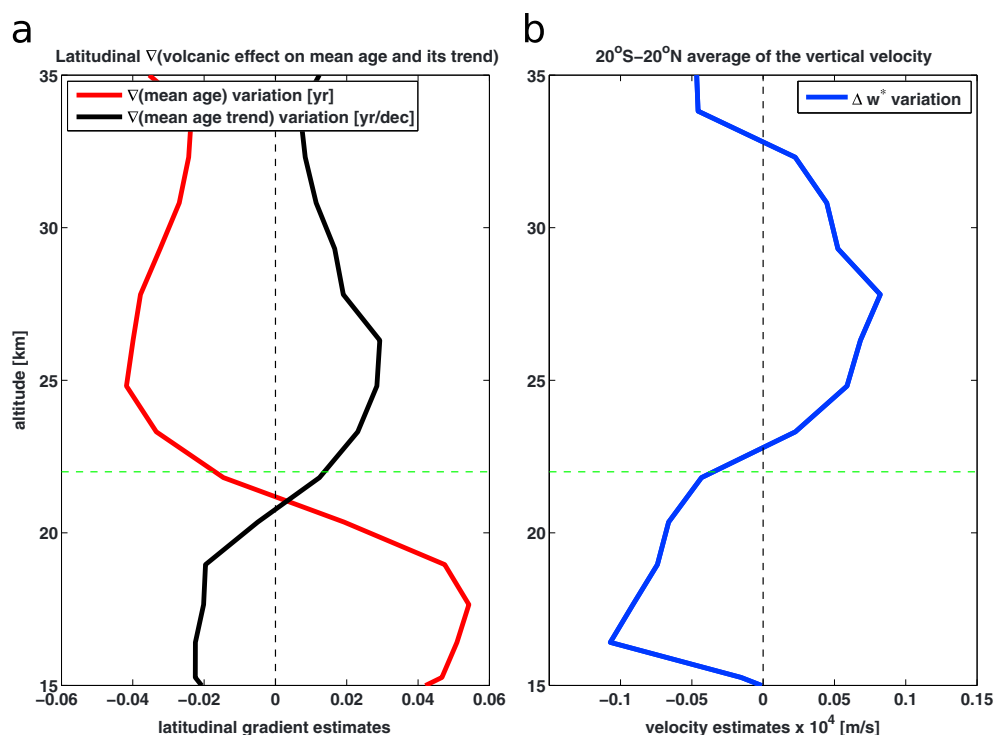 a
Latitudinal ∇(volcanic effect on mean age and its trend)
∇(mean age) variation [yr]
∇(mean age trend) variation [yr/dec]
altitude [km]
35
30
25
20
15
−0.06 −0.04 −0.02 0 0.02 0.04 0.06
latitudinal gradient estimates
b
20°S−20°N average of the vertical velocity
Δ w* variation
35
30
25
20
15
−0.1 −0.05 0 0.05 0.1 0.15
velocity estimates x 10⁴ [m/s]